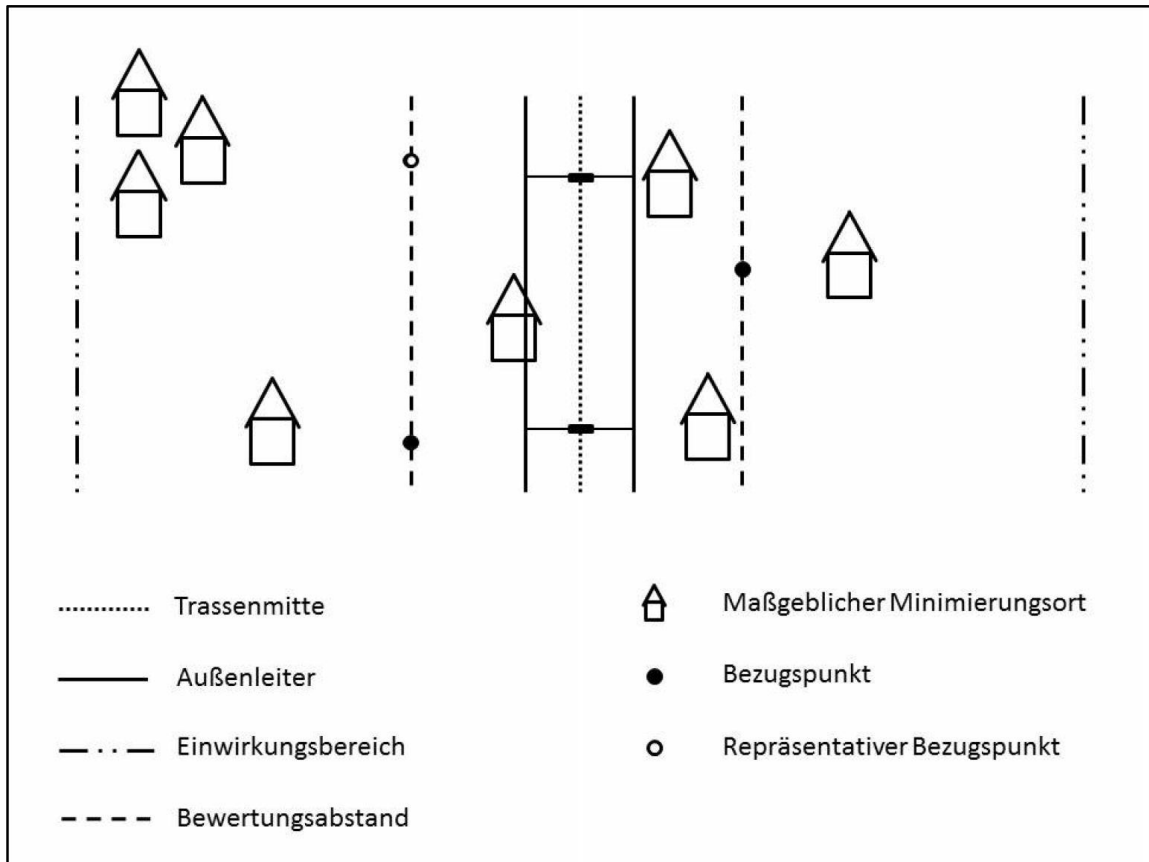 Trassenmitte
Außenleiter
Einwirkungsbereich
Bewertungsabstand
Maßgeblicher Minimierungsort
Bezugspunkt
Repräsentativer Bezugspunkt